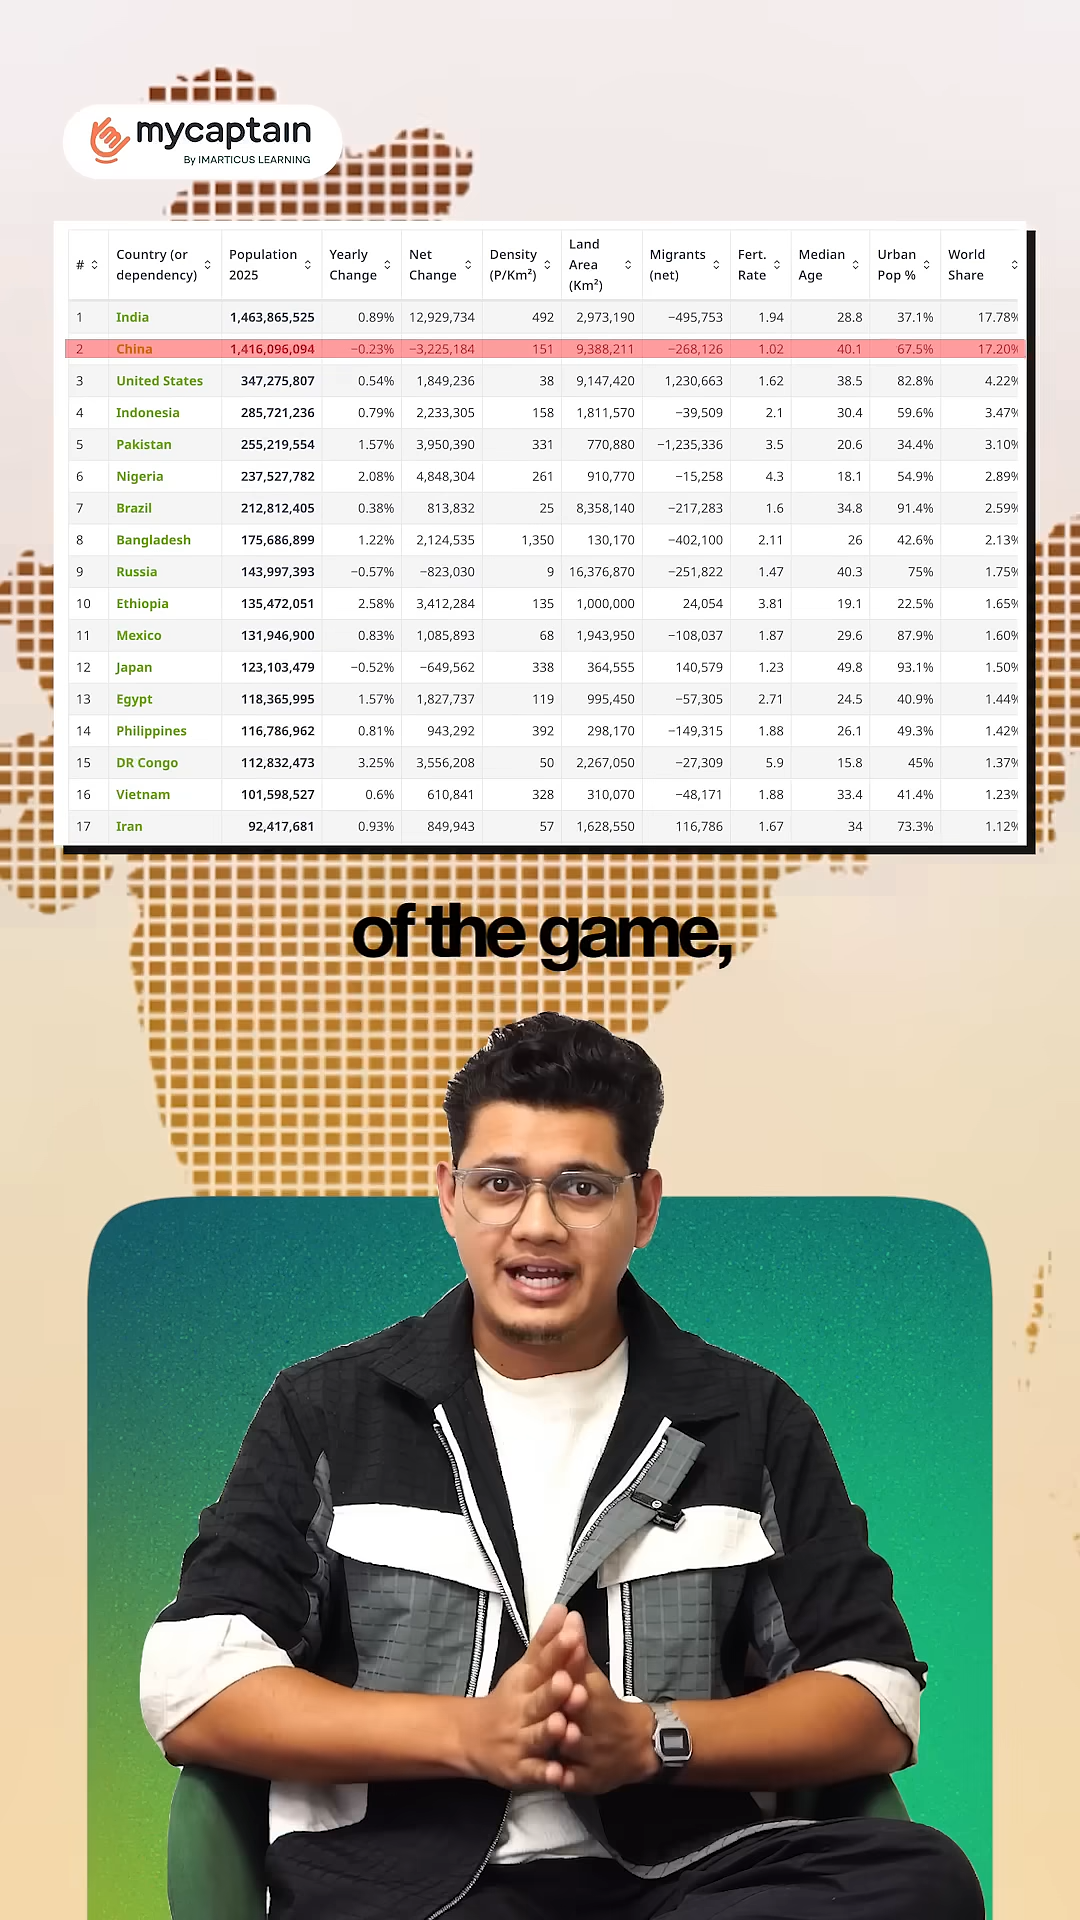 mycaptain
By IMARTICUS LEARNING
# Country (or dependency) Population 2025 Yearly Change Net Change Density (P/Km²) Land Area (Km²) Migrants (net) Fert. Rate Median Age Urban Pop % World Share
1 India 1,463,865,525 0.89% 12,929,734 492 2,973,190 −495,753 1.94 28.8 37.1% 17.78%
2 China 1,416,096,094 −0.23% −3,225,184 151 9,388,211 −268,126 1.02 40.1 67.5% 17.20%
3 United States 347,275,807 0.54% 1,849,236 38 9,147,420 1,230,663 1.62 38.5 82.8% 4.22%
4 Indonesia 285,721,236 0.79% 2,233,305 158 1,811,570 −39,509 2.1 30.4 59.6% 3.47%
5 Pakistan 255,219,554 1.57% 3,950,390 331 770,880 −1,235,336 3.5 20.6 34.4% 3.10%
6 Nigeria 237,527,782 2.08% 4,848,304 261 910,770 −15,258 4.3 18.1 54.9% 2.89%
7 Brazil 212,812,405 0.38% 813,832 25 8,358,140 −217,283 1.6 34.8 91.4% 2.59%
8 Bangladesh 175,686,899 1.22% 2,124,535 1,350 130,170 −402,100 2.11 26 42.6% 2.13%
9 Russia 143,997,393 −0.57% −823,030 9 16,376,870 −251,822 1.47 40.3 75% 1.75%
10 Ethiopia 135,472,051 2.58% 3,412,284 135 1,000,000 24,054 3.81 19.1 22.5% 1.65%
11 Mexico 131,946,900 0.83% 1,085,893 68 1,943,950 −108,037 1.87 29.6 87.9% 1.60%
12 Japan 123,103,479 −0.52% −649,562 338 364,555 140,579 1.23 49.8 93.1% 1.50%
13 Egypt 118,365,995 1.57% 1,827,737 119 995,450 −57,305 2.71 24.5 40.9% 1.44%
14 Philippines 116,786,962 0.81% 943,292 392 298,170 −149,315 1.88 26.1 49.3% 1.42%
15 DR Congo 112,832,473 3.25% 3,556,208 50 2,267,050 −27,309 5.9 15.8 45% 1.37%
16 Vietnam 101,598,527 0.6% 610,841 328 310,070 −48,171 1.88 33.4 41.4% 1.23%
17 Iran 92,417,681 0.93% 849,943 57 1,628,550 116,786 1.67 34 73.3% 1.12%
of the game,